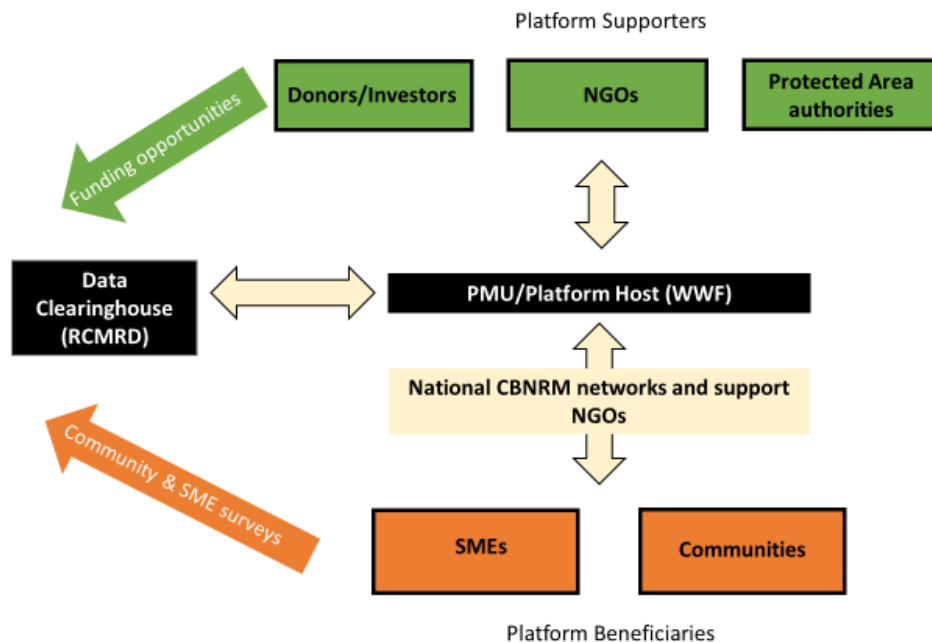 Platform Supporters
Donors/Investors
NGOs
Protected Area
authorities
Funding opportunities
Data
Clearinghouse
(RCMRD)
PMU/Platform Host (WWF)
National CBNRM networks and support
NGOs
Community & SME surveys
SMEs
Communities
Platform Beneficiaries